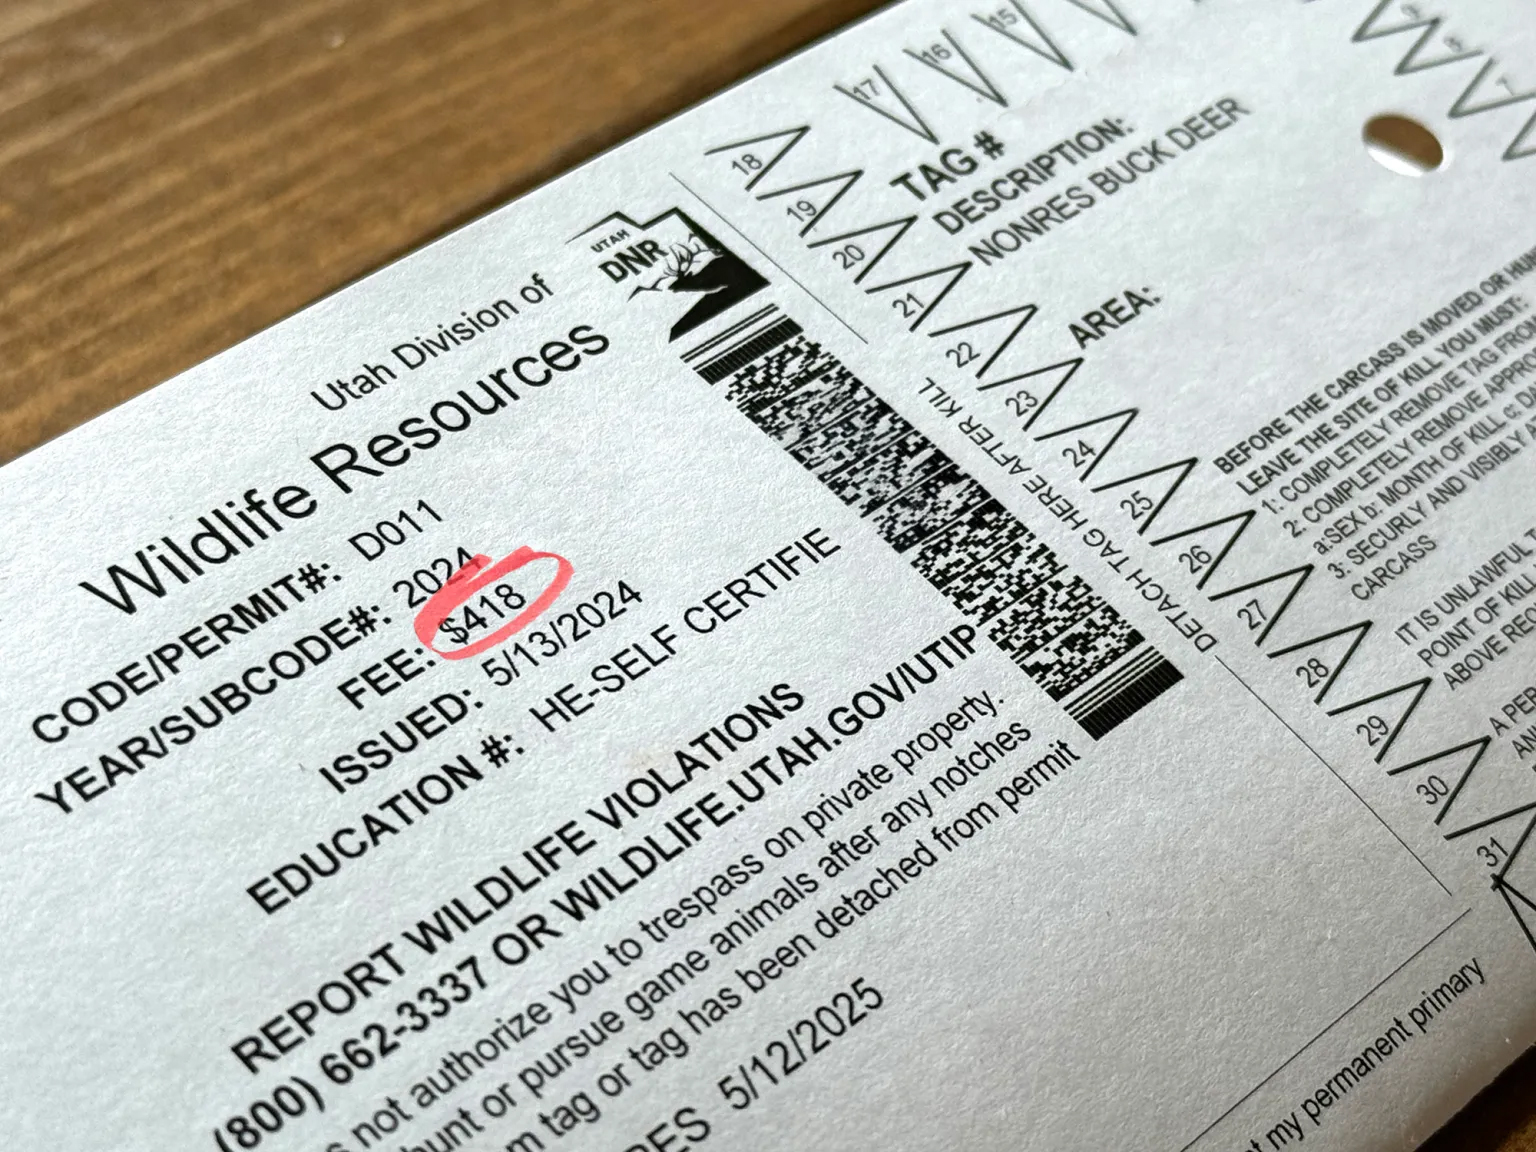 UTAH
DNR
Utah Division of
Wildlife Resources
CODE/PERMIT#: D011
YEAR/SUBCODE#: 2024
FEE: $418
ISSUED: 5/13/2024
EDUCATION #: HE-SELF CERTIFIE
REPORT WILDLIFE VIOLATIONS
(800) 662-3337 OR WILDLIFE.UTAH.GOV/UTIP
not authorize you to trespass on private property.
hunt or pursue game animals after any notches
tag or tag has been detached from permit
5/12/2025
DETACH TAG HERE AFTER KILL
15
16
17
18
19
20
21
22
23
24
25
26
27
28
29
30
31
TAG #
DESCRIPTION:
NONRES BUCK DEER
AREA:
BEFORE THE CARCASS IS MOVED OR
LEAVE THE SITE OF KILL YOU MUST:
1: COMPLETELY REMOVE TAG FROM
2: COMPLETELY REMOVE
a:SEX b: MONTH OF KILL c:
3: SECURLY AND VISIBLY
CARCASS
IT IS UNLAWFUL
POINT OF KILL
ABOVE
A
my permanent primary